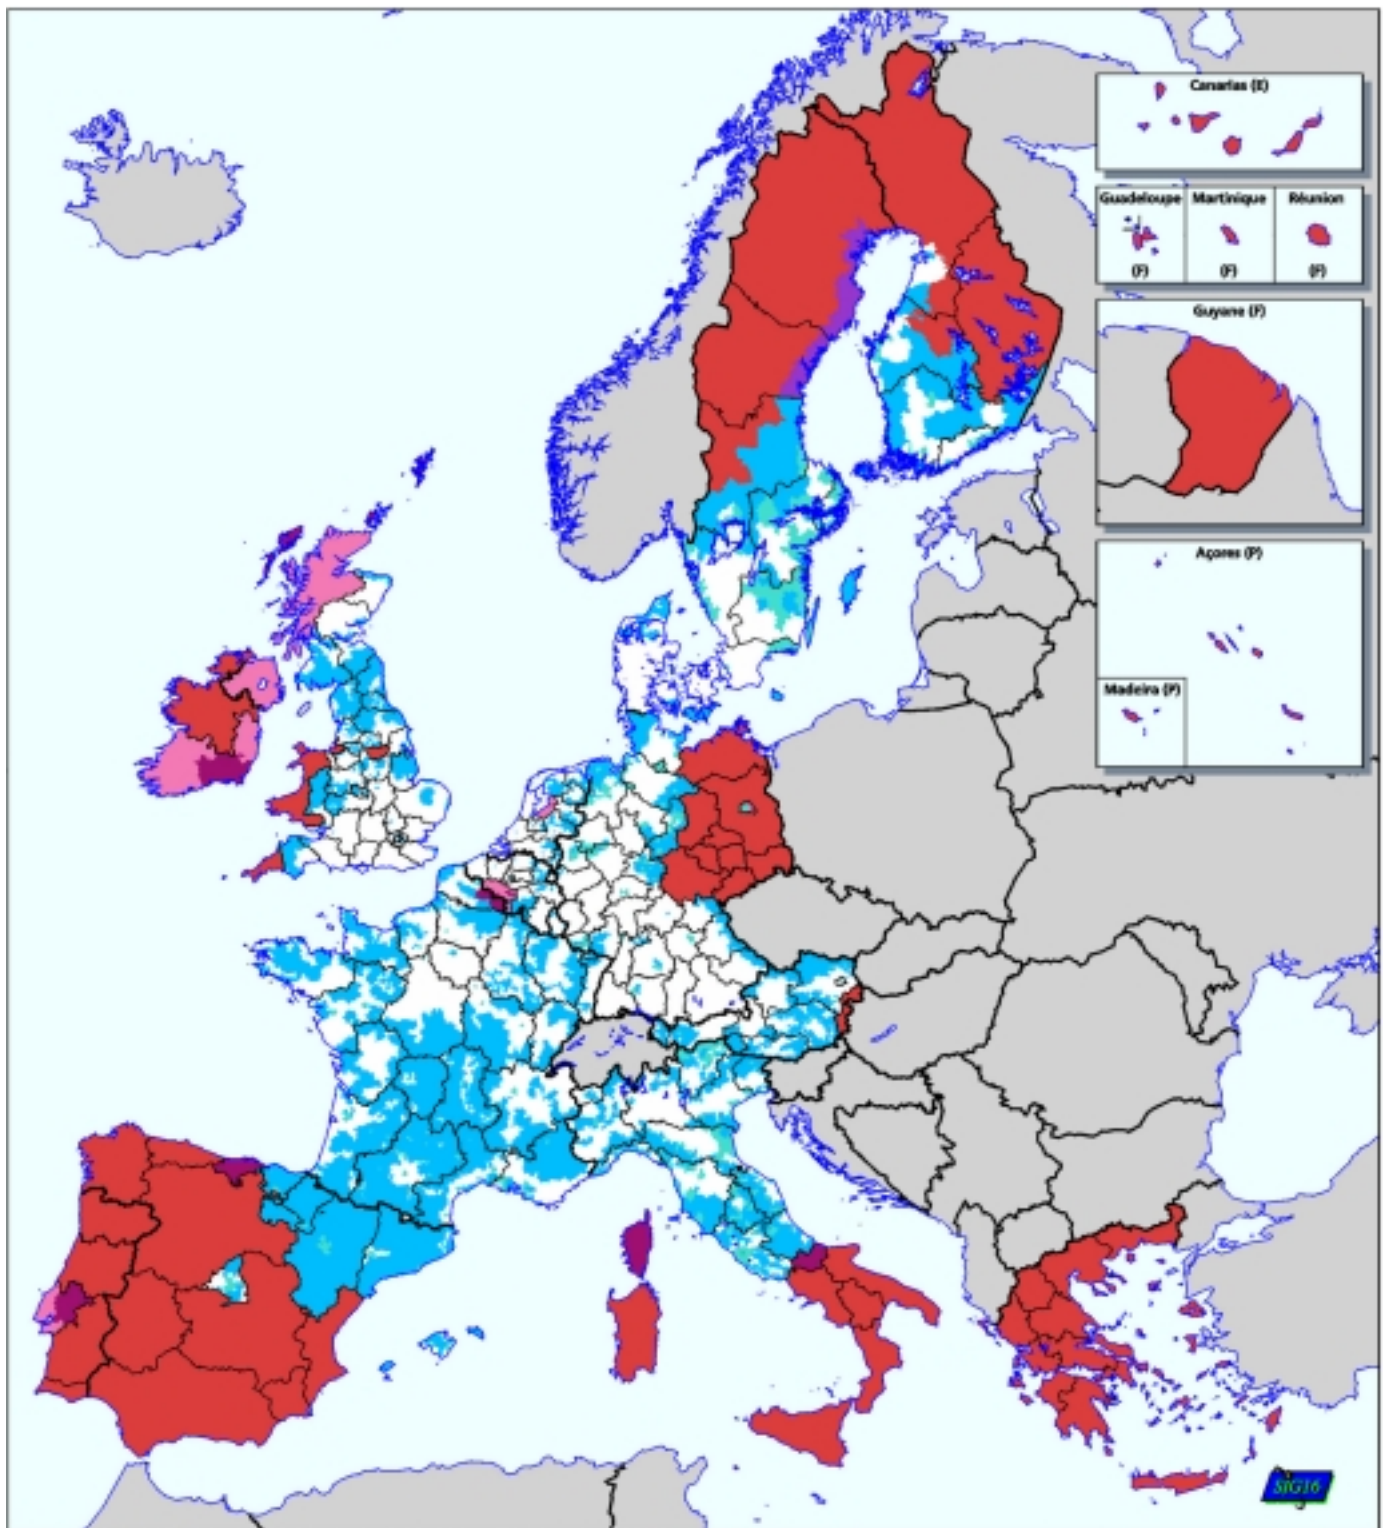 Canarias (E)
Guadeloupe
(F)
Martinique
(F)
Réunion
(F)
Guyane (F)
Açores (P)
Madeira (P)
SIG16